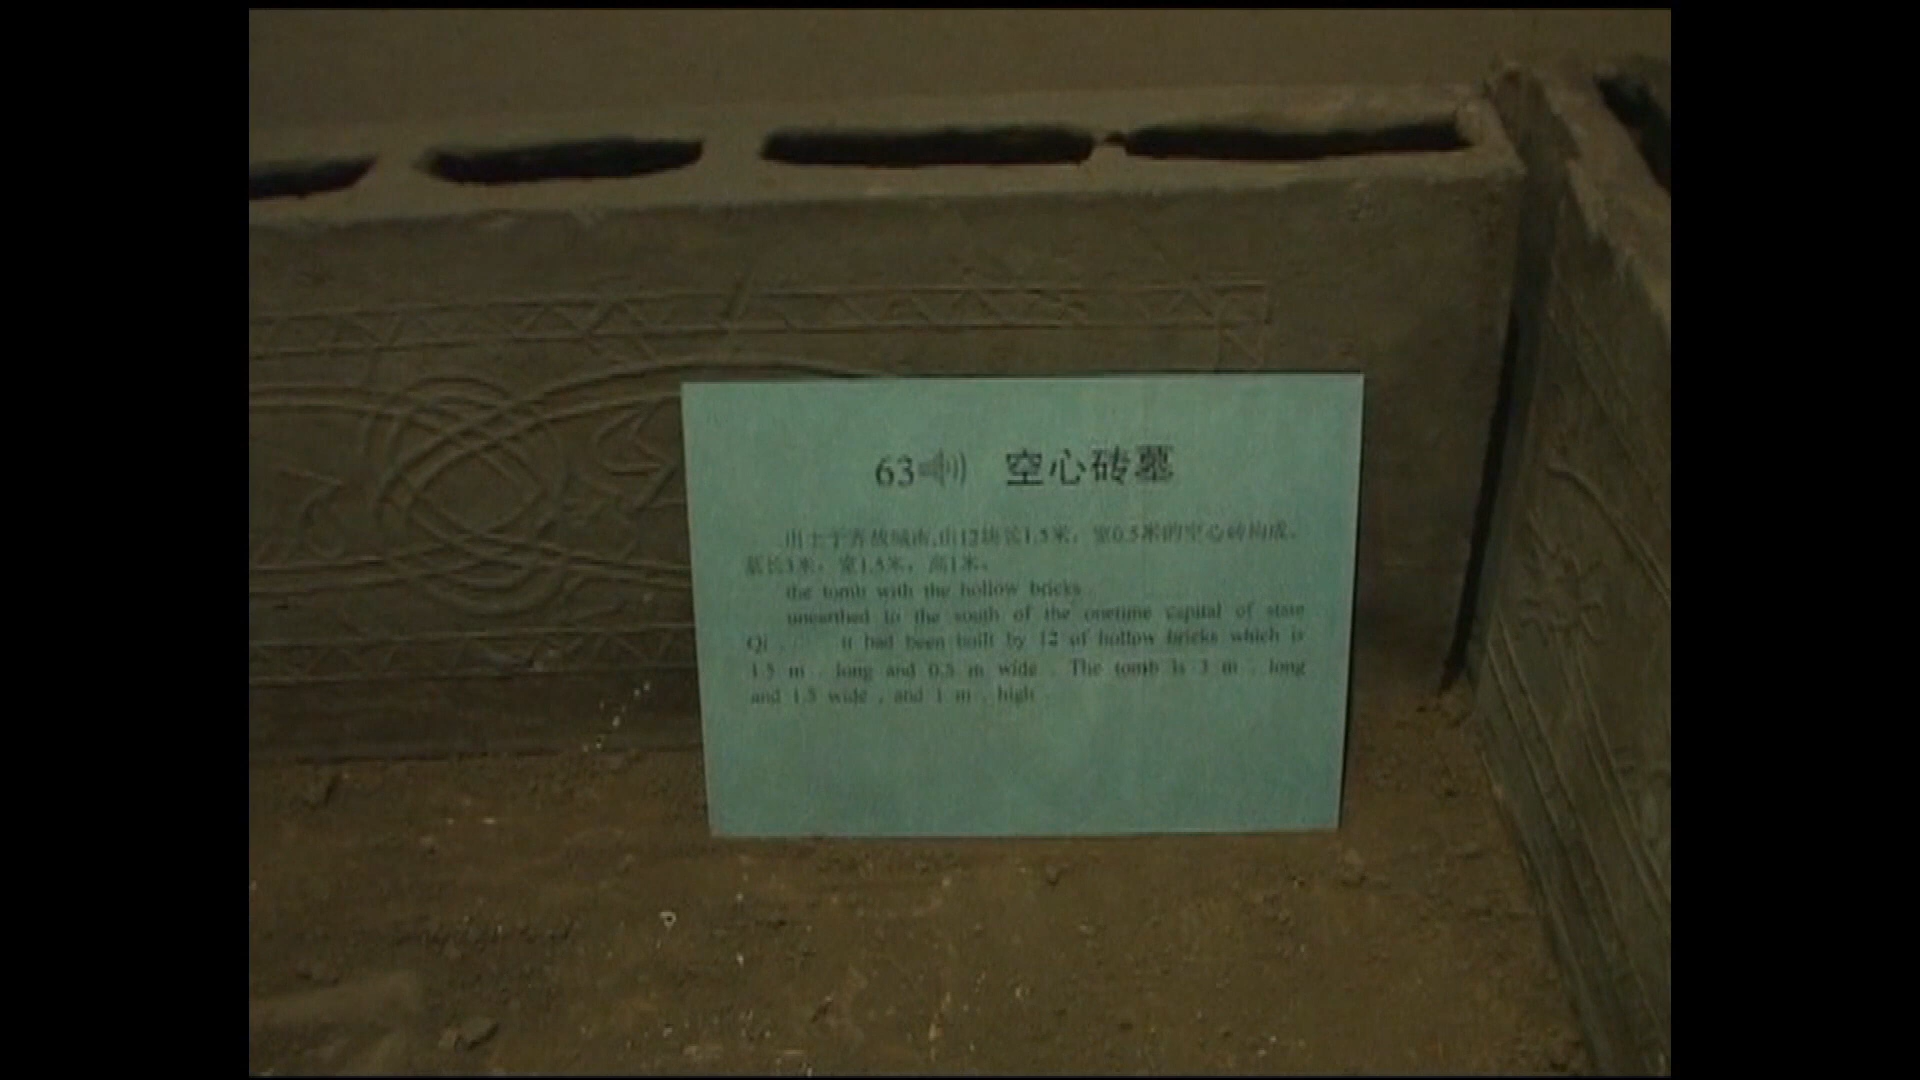 63 空心砖墓
出土于齐故城南,由12块长1.5米，宽0.5米的空心砖构成。
墓长3米，宽1.5米，高1米。
the tomb with the hollow bricks
unearthed to the south of the onetime capital of state
Qi . it had been built by 12 of hollow bricks which is
1.5 m . long and 0.5 m wide . The tomb is 3 m . long
and 1.5 wide , and 1 m . high .